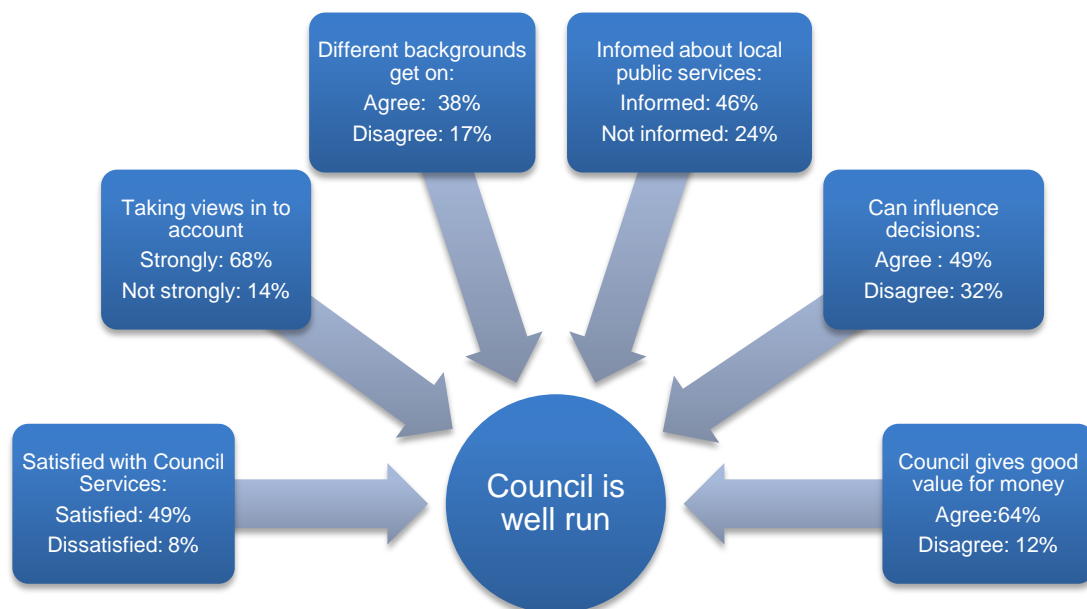 Different backgrounds
get on:
Agree:  38%
Disagree: 17%
Infomed about local
public services:
Informed: 46%
Not informed: 24%
Taking views in to
account
Strongly: 68%
Not strongly: 14%
Can influence
decisions:
Agree : 49%
Disagree: 32%
Satisfied with Council
Services:
Satisfied: 49%
Dissatisfied: 8%
Council is
well run
Council gives good
value for money
Agree:64%
Disagree: 12%